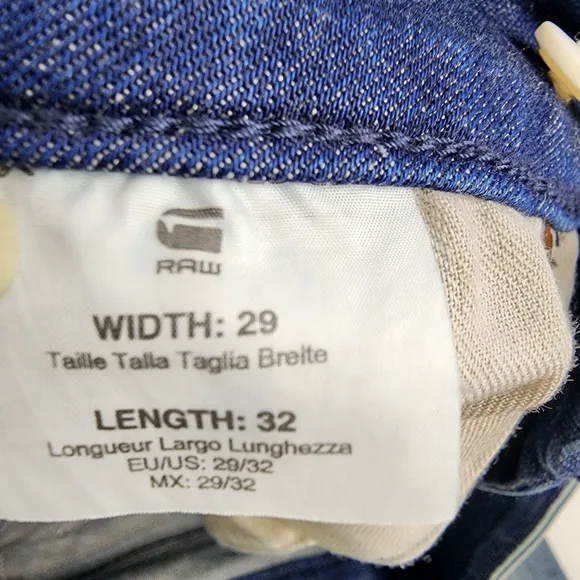 RAW
WIDTH: 29
Taille Talla Taglia Breite
LENGTH: 32
Longueur Largo Lunghezza
EU/US: 29/32
MX: 29/32